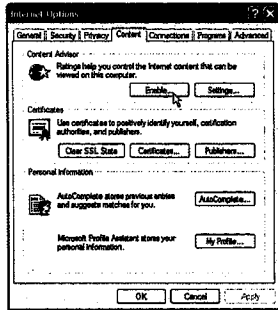 Internet Options
General Security Privacy Content Connections Programs Advanced
Content Advisor
Ratings help you control the Internet content that can be
viewed on this computer.
Enable... Settings...
Certificates
Use certificates to positively identify yourself, certification
authorities, and publishers.
Clear SSL State Certificates... Publishers...
Personal information
AutoComplete stores previous entries
and suggests matches for you.
AutoComplete...
Microsoft Profile Assistant stores your
personal information.
My Profile...
OK Cancel Apply